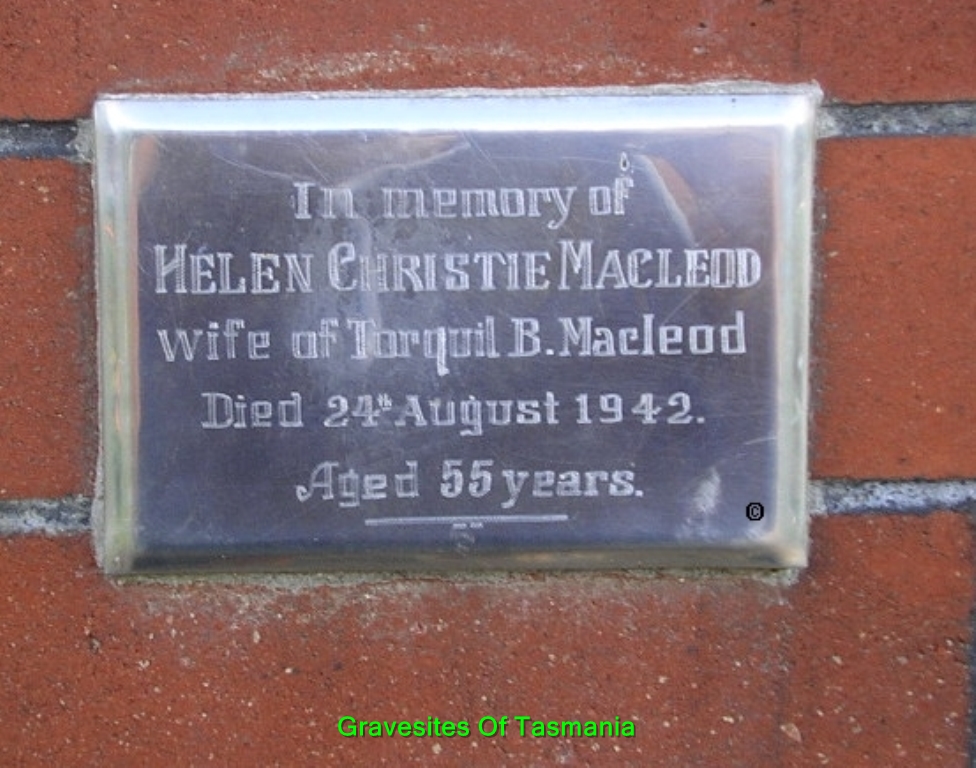 In memory of
HELEN CHRISTIE MACLEOD
wife of Torquil B. Macleod
Died 24th August 1942.
Aged 55 years.
©
Gravesites Of Tasmania